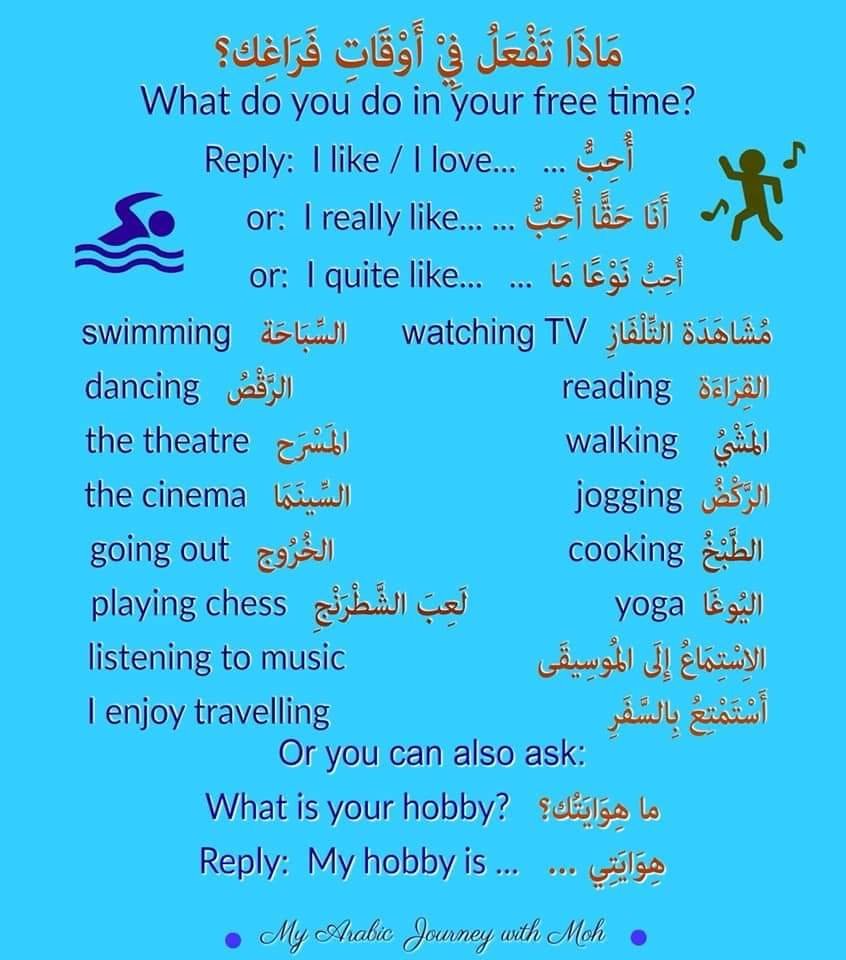 مَاذَا تَفْعَلُ فِيْ أَوْقَاتِ فَرَاغِك؟
What do you do in your free time?
Reply: I like / I love... ... أُحِبُّ
or: I really like... ... أَنَا حَقًّا أُحِبُّ
or: I quite like... ... أُحِبُّ نَوْعًا مَا
swimming السِّبَاحَة watching TV مُشَاهَدَة التِّلْفَازِ
dancing الرَّقْصُ reading القِرَاءَة
the theatre المَسْرَح walking المَشْيُ
the cinema السِّينَمَا jogging الرَّكْضُ
going out الخُرُوج cooking الطَّبْخُ
playing chess لَعِبَ الشَّطْرَنْجِ yoga اليُوغَا
listening to music الاِسْتِمَاعُ إِلَى المُوسِيقَى
I enjoy travelling أَسْتَمْتِعُ بِالسَّفَرِ
Or you can also ask:
What is your hobby? ما هِوَايَتُك؟
Reply: My hobby is ... ... هِوَايَتِي
My Arabic Journey with Moh